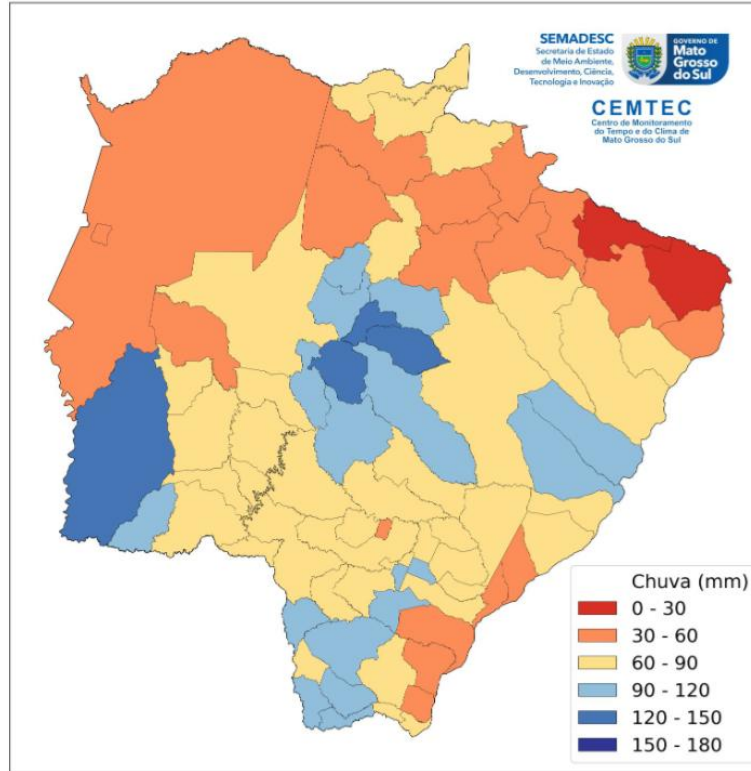 SEMADESC
Secretaria de Estado
de Meio Ambiente,
Desenvolvimento, Ciência,
Tecnologia e Inovação
GOVERNO DE
Mato
Grosso
do Sul
CEMTEC
Centro de Monitoramento
do Tempo e do Clima de
Mato Grosso do Sul
Chuva (mm)
0 - 30
30 - 60
60 - 90
90 - 120
120 - 150
150 - 180